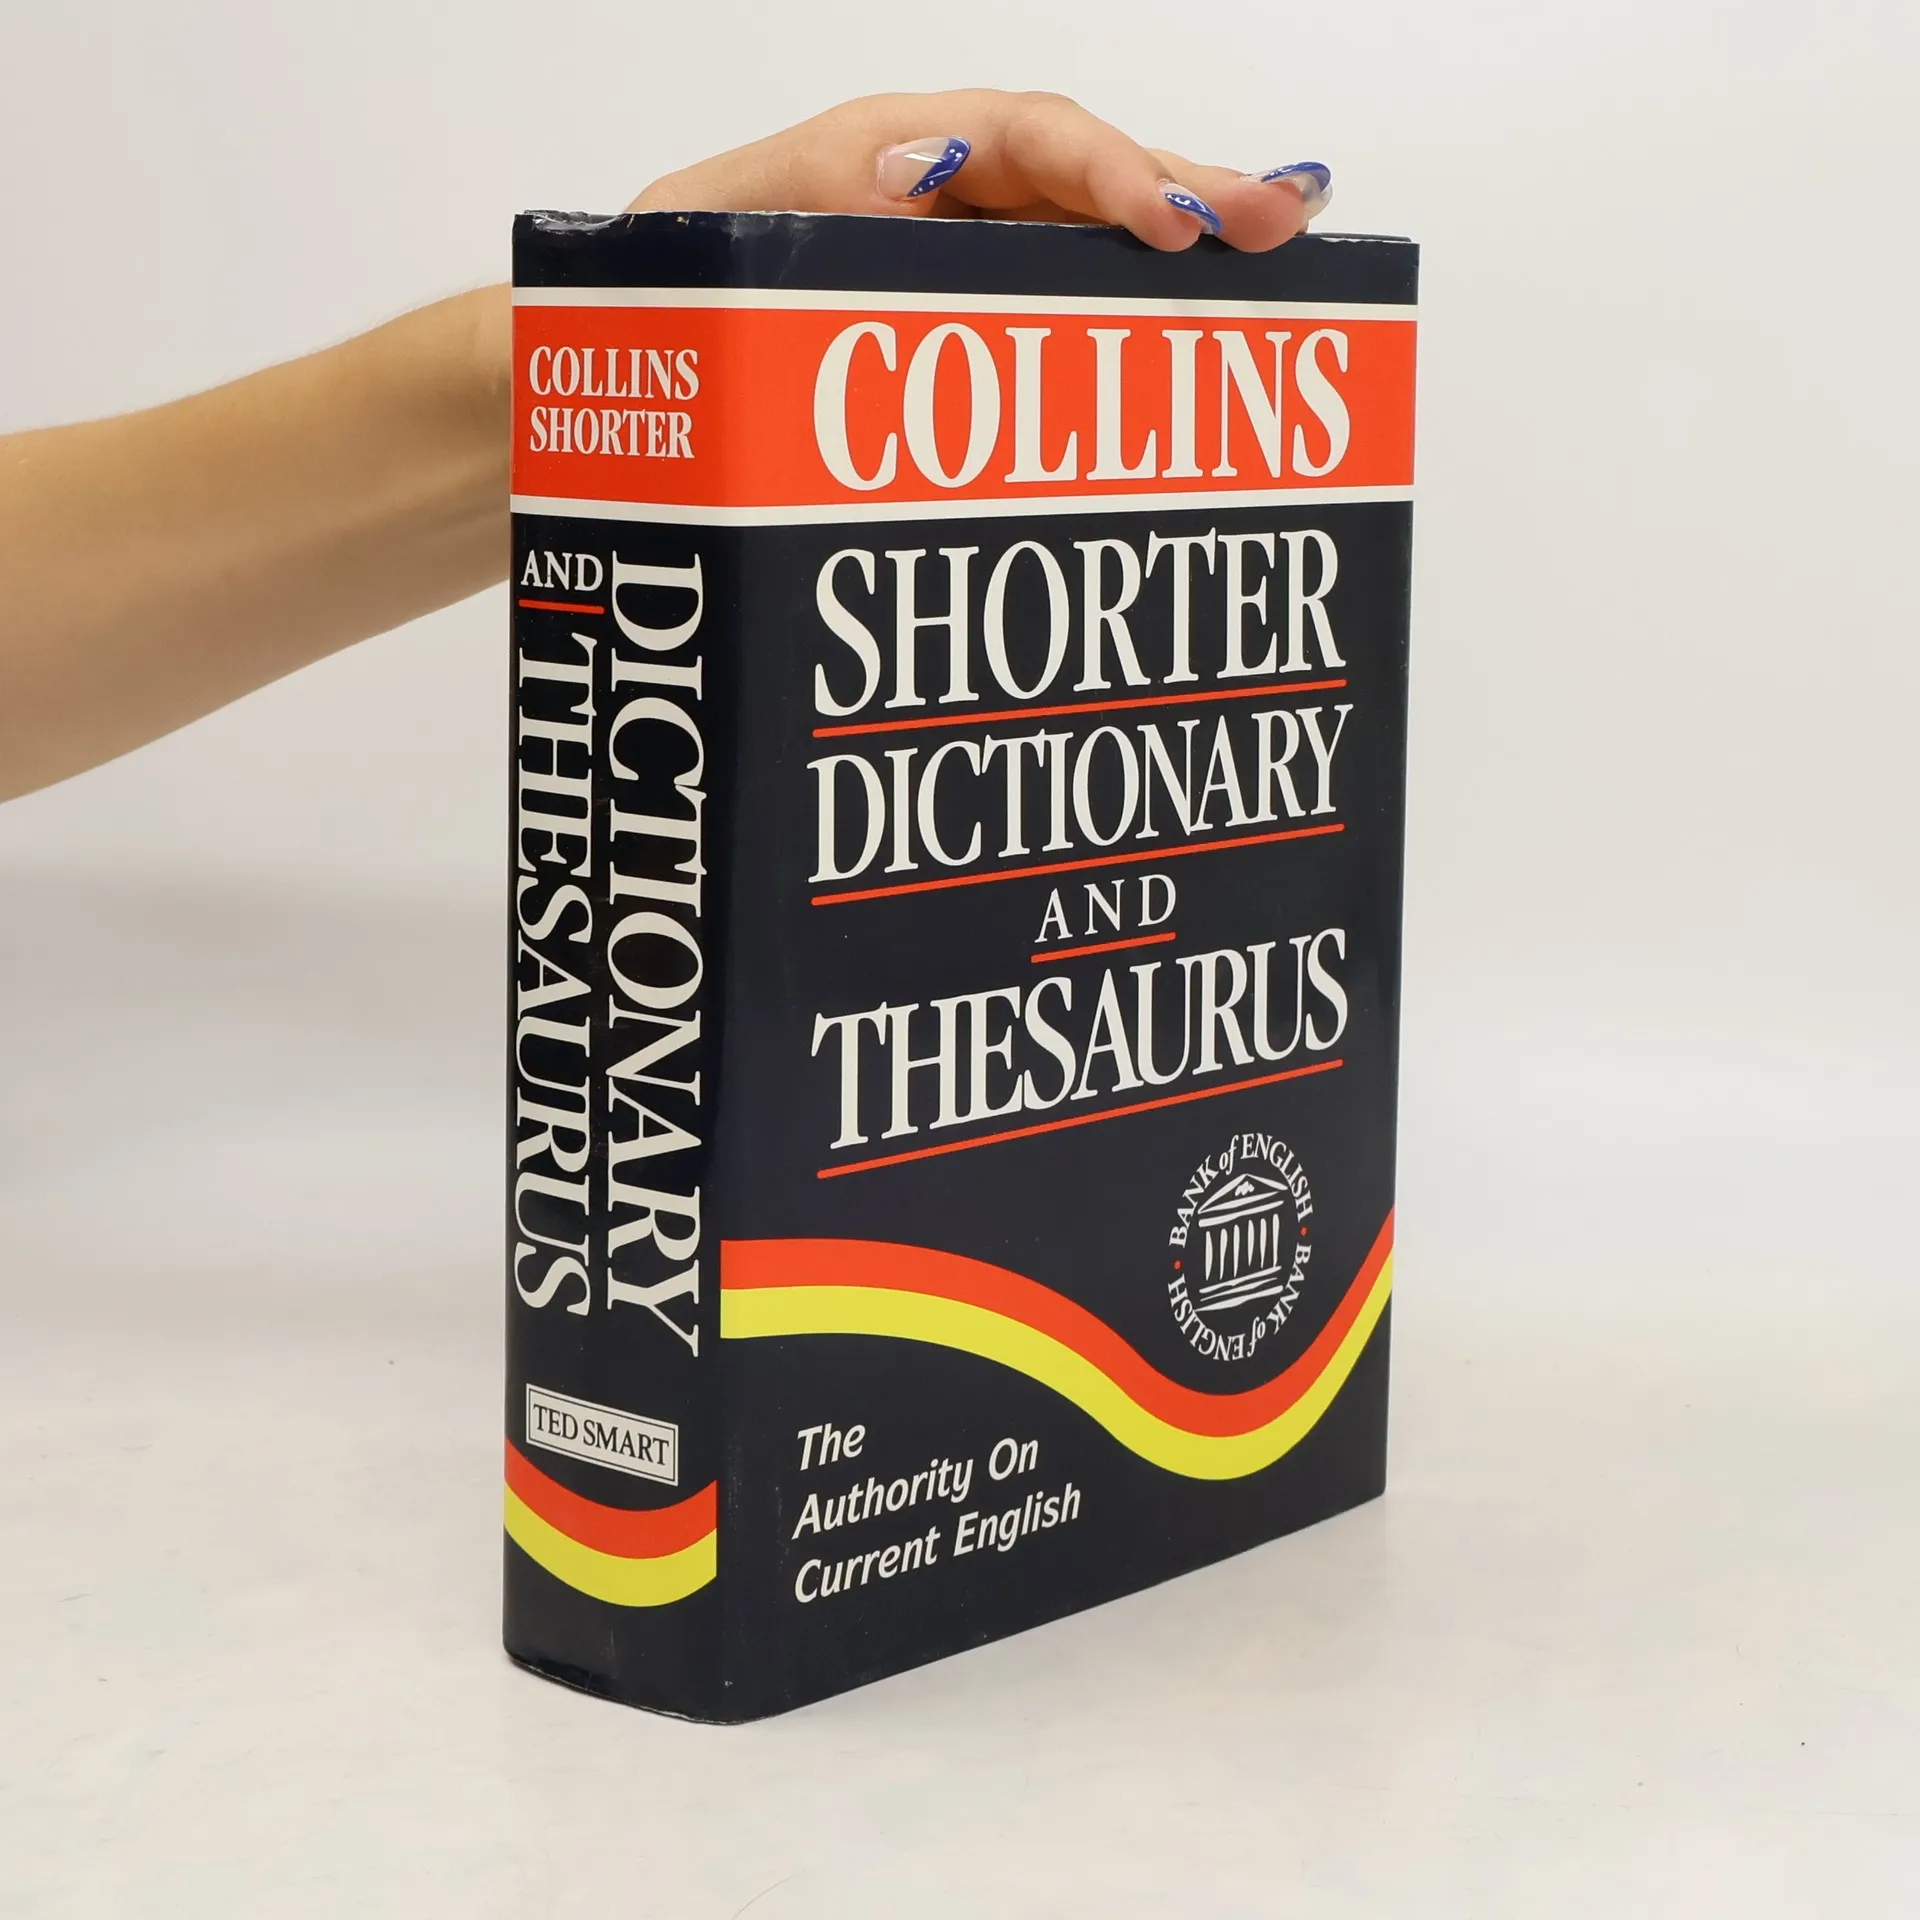 COLLINS
SHORTER
DICTIONARY
AND THESAURUS
TED SMART
COLLINS
SHORTER
DICTIONARY
AND
THESAURUS
BANK of ENGLISH • BANK of ENGLISH •
The
Authority On
Current English